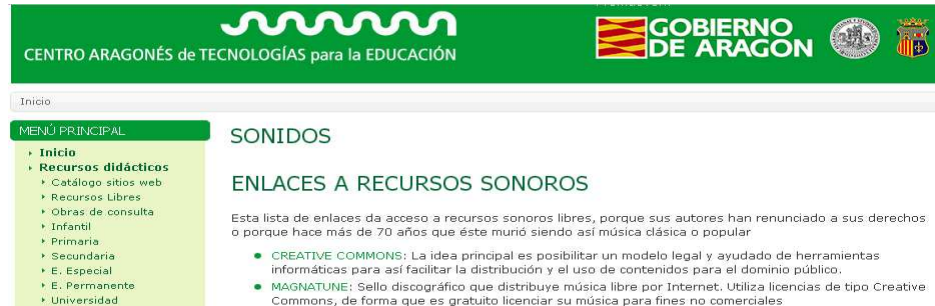 GOBIERNO
DE ARAGON
CENTRO ARAGONÉS de TECNOLOGÍAS para la EDUCACIÓN
Inicio
MENÚ PRINCIPAL
Inicio
Recursos didácticos
Catálogo sitios web
Recursos Libres
Obras de consulta
Infantil
Primaria
Secundaria
E. Especial
E. Permanente
Universidad
SONIDOS
ENLACES A RECURSOS SONOROS
Esta lista de enlaces da acceso a recursos sonoros libres, porque sus autores han renunciado a sus derechos
o porque hace más de 70 años que éste murió siendo así música clásica o popular
CREATIVE COMMONS: La idea principal es posibilitar un modelo legal y ayudado de herramientas
informáticas para así facilitar la distribución y el uso de contenidos para el dominio público.
MAGNATUNE: Sello discográfico que distribuye música libre por Internet. Utiliza licencias de tipo Creative
Commons, de forma que es gratuito licenciar su música para fines no comerciales